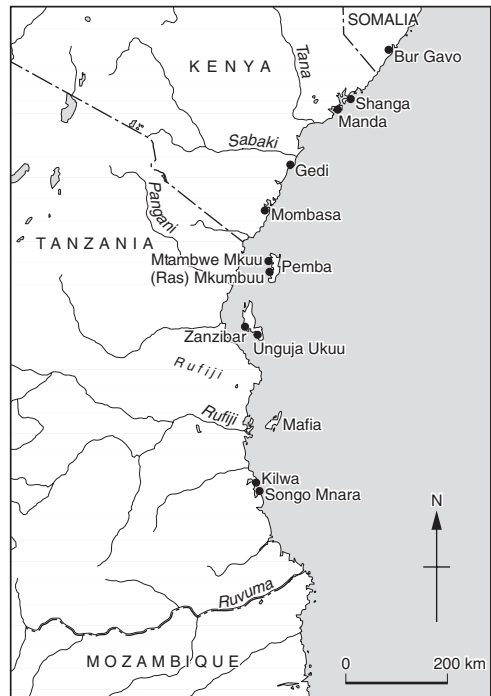 SOMALIA
Bur Gavo
KENYA
Tana
Shanga
Manda
Sabaki
Gedi
Pangani
Mombasa
TANZANIA
Mtambwe Mkuu
Pemba
(Ras) Mkumbuu
Zanzibar
Unguja Ukuu
Rufiji
Rufiji
Mafia
Kilwa
Songo Mnara
N
Ruvuma
MOZAMBIQUE
0 200 km